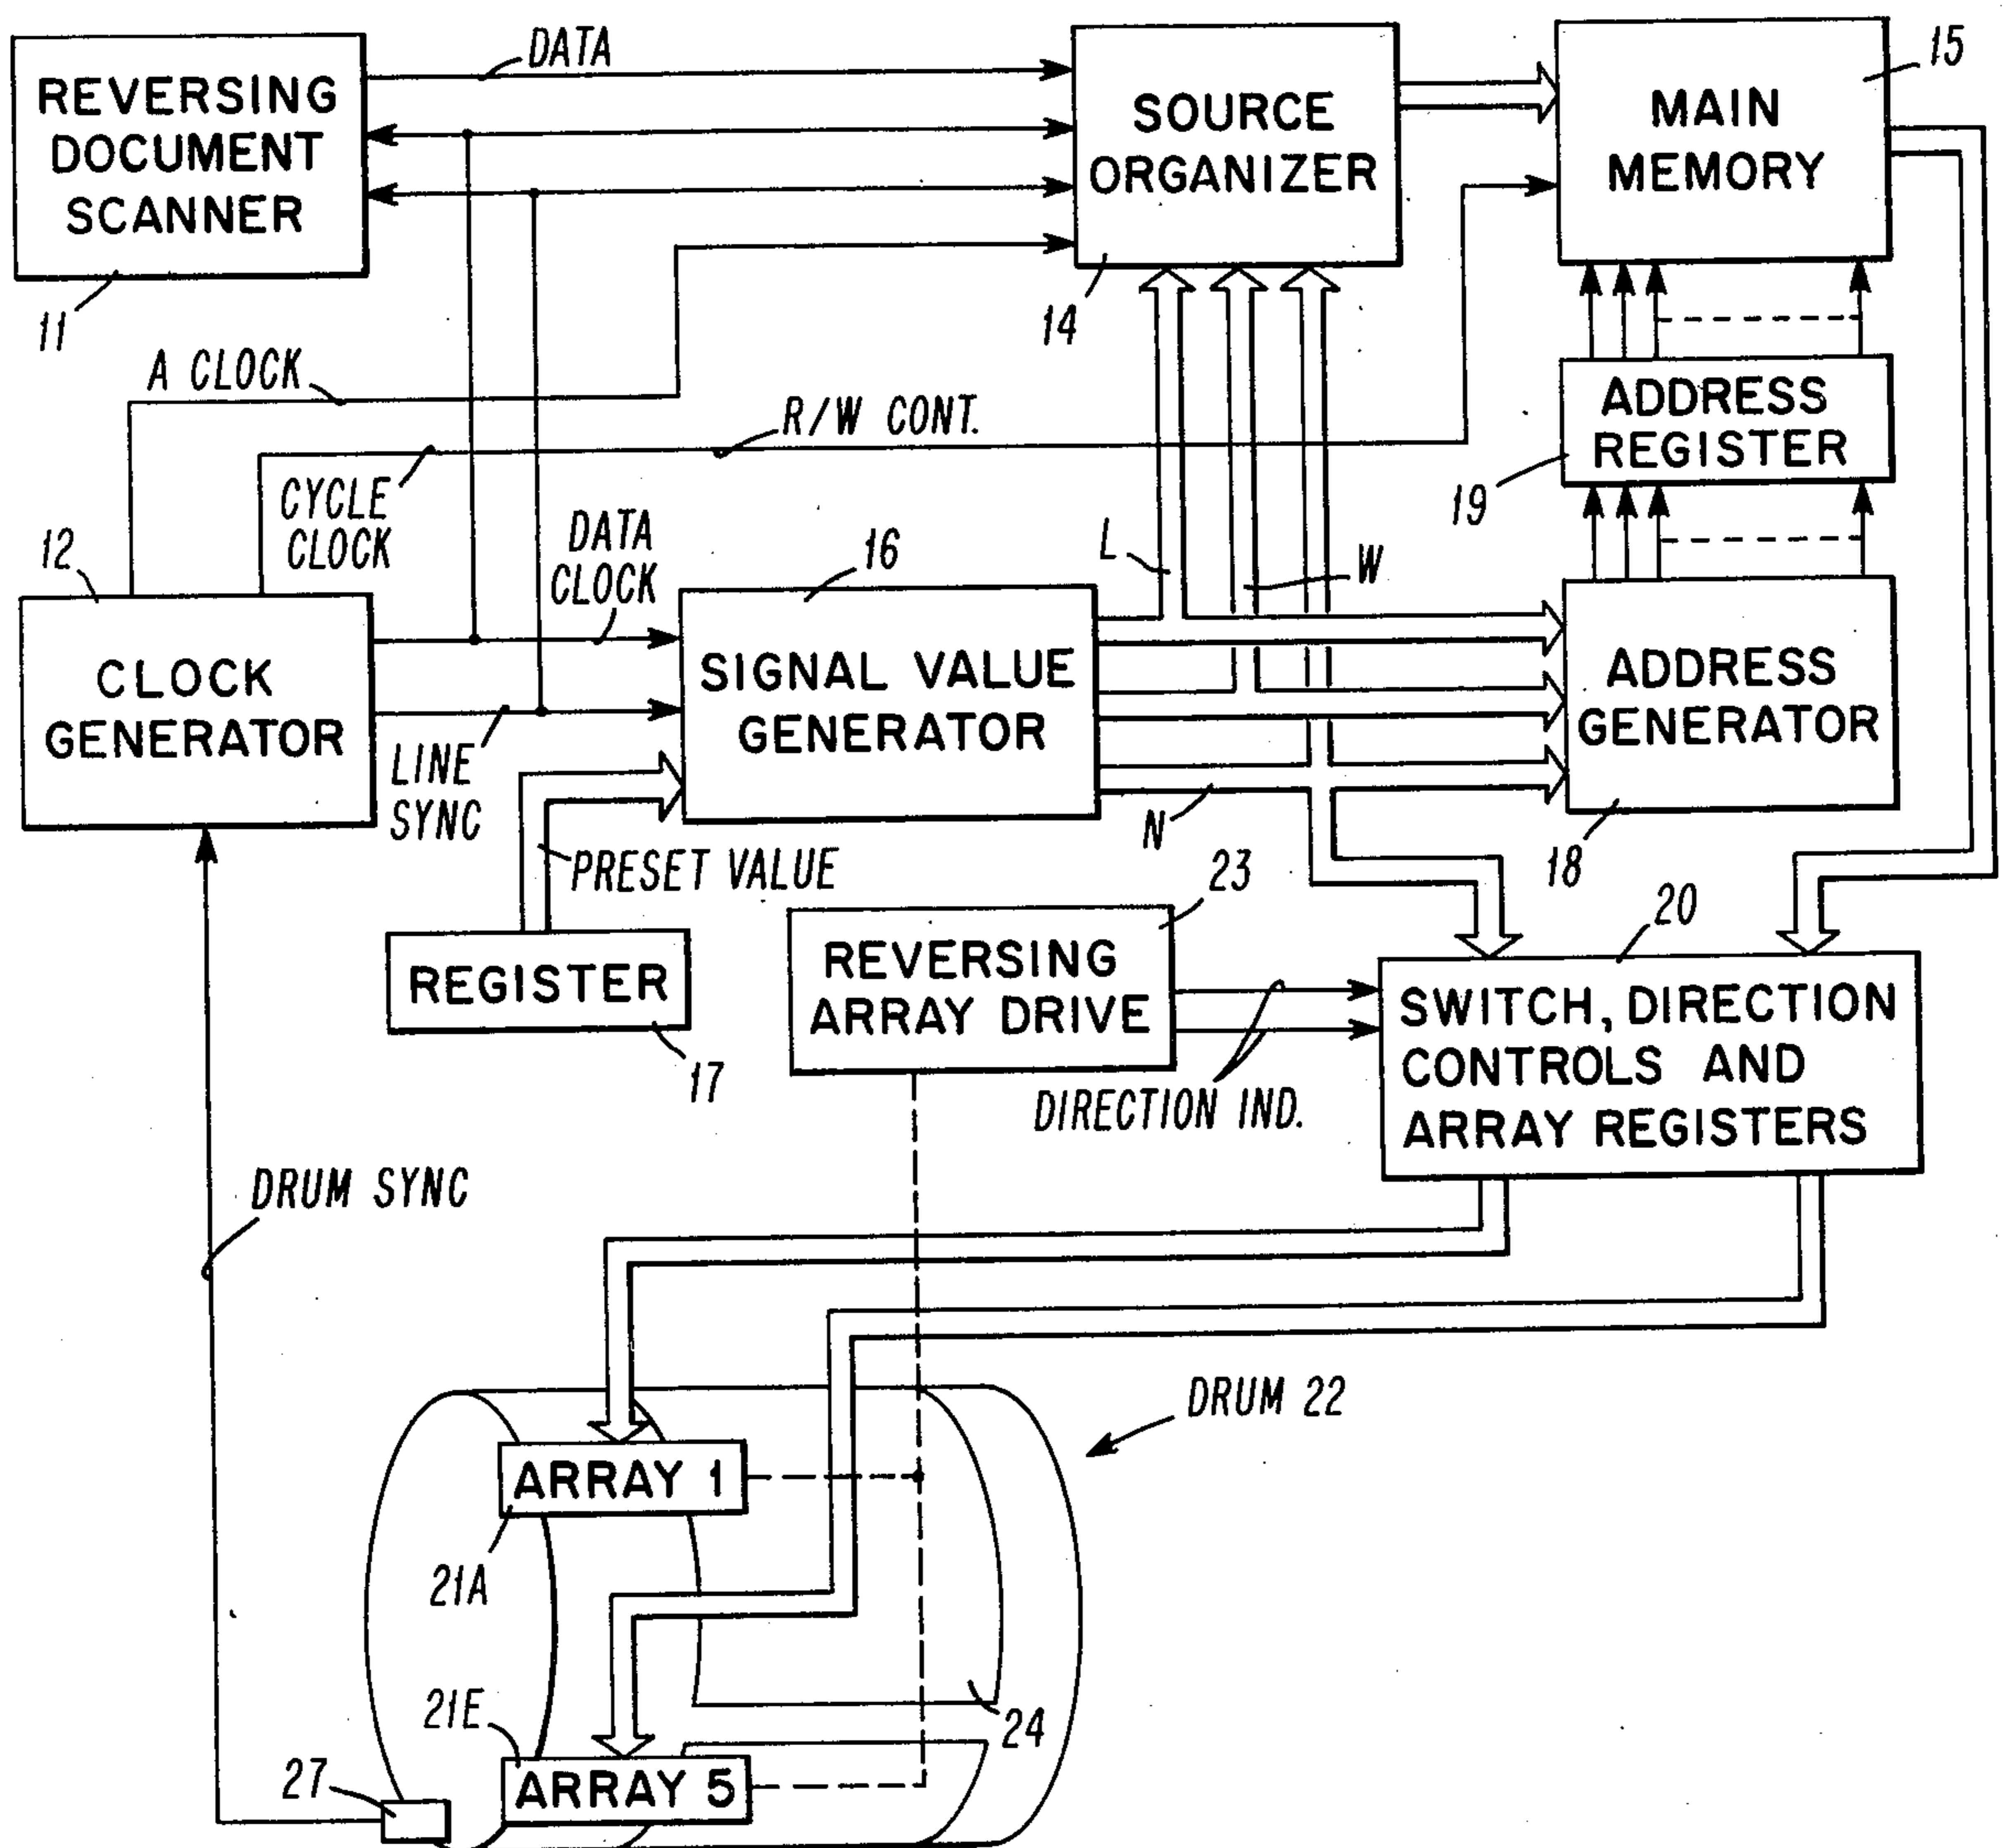 DATA
REVERSING
DOCUMENT
SCANNER
11
SOURCE
ORGANIZER
14
MAIN
MEMORY
15
A CLOCK
R/W CONT.
CYCLE
CLOCK
ADDRESS
REGISTER
19
12
CLOCK
GENERATOR
DATA
CLOCK
LINE
SYNC
16
SIGNAL VALUE
GENERATOR
L
W
N
ADDRESS
GENERATOR
18
PRESET VALUE
REGISTER
17
23
REVERSING
ARRAY DRIVE
DIRECTION IND.
20
SWITCH, DIRECTION
CONTROLS AND
ARRAY REGISTERS
DRUM SYNC
DRUM 22
ARRAY 1
21A
21E
ARRAY 5
24
27